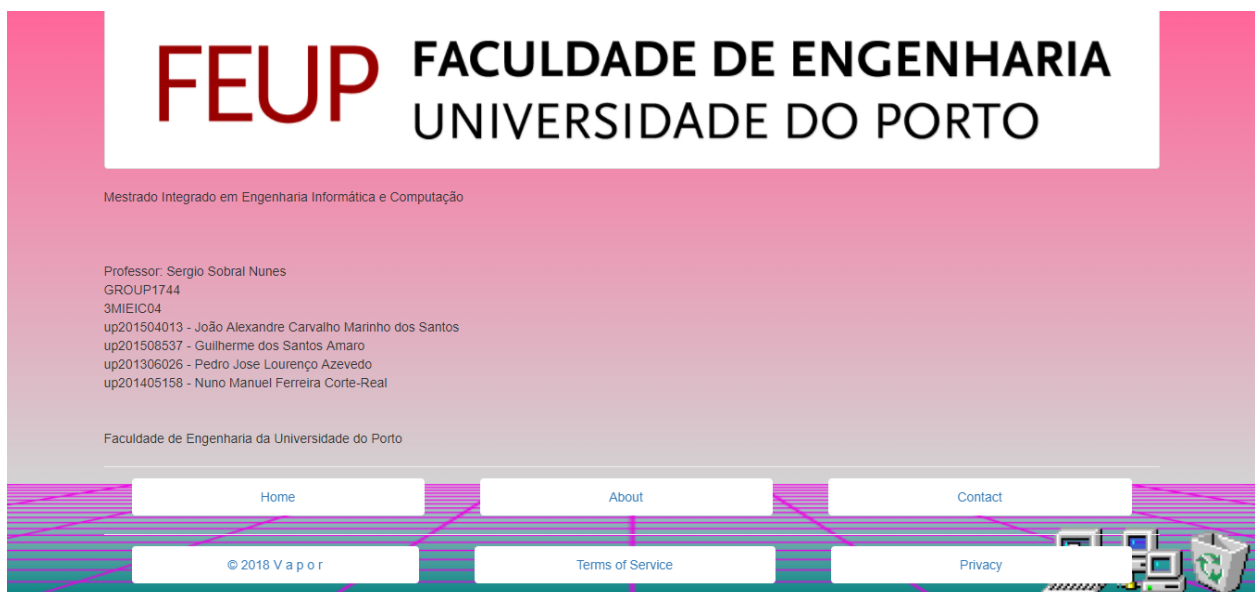 FEUP FACULDADE DE ENGENHARIA
UNIVERSIDADE DO PORTO
Mestrado Integrado em Engenharia Informática e Computação
Professor: Sergio Sobral Nunes
GROUP1744
3MIEIC04
up201504013 - João Alexandre Carvalho Marinho dos Santos
up201508537 - Guilherme dos Santos Amaro
up201306026 - Pedro Jose Lourenço Azevedo
up201405158 - Nuno Manuel Ferreira Corte-Real
Faculdade de Engenharia da Universidade do Porto
Home About Contact
© 2018 V a p o r Terms of Service Privacy